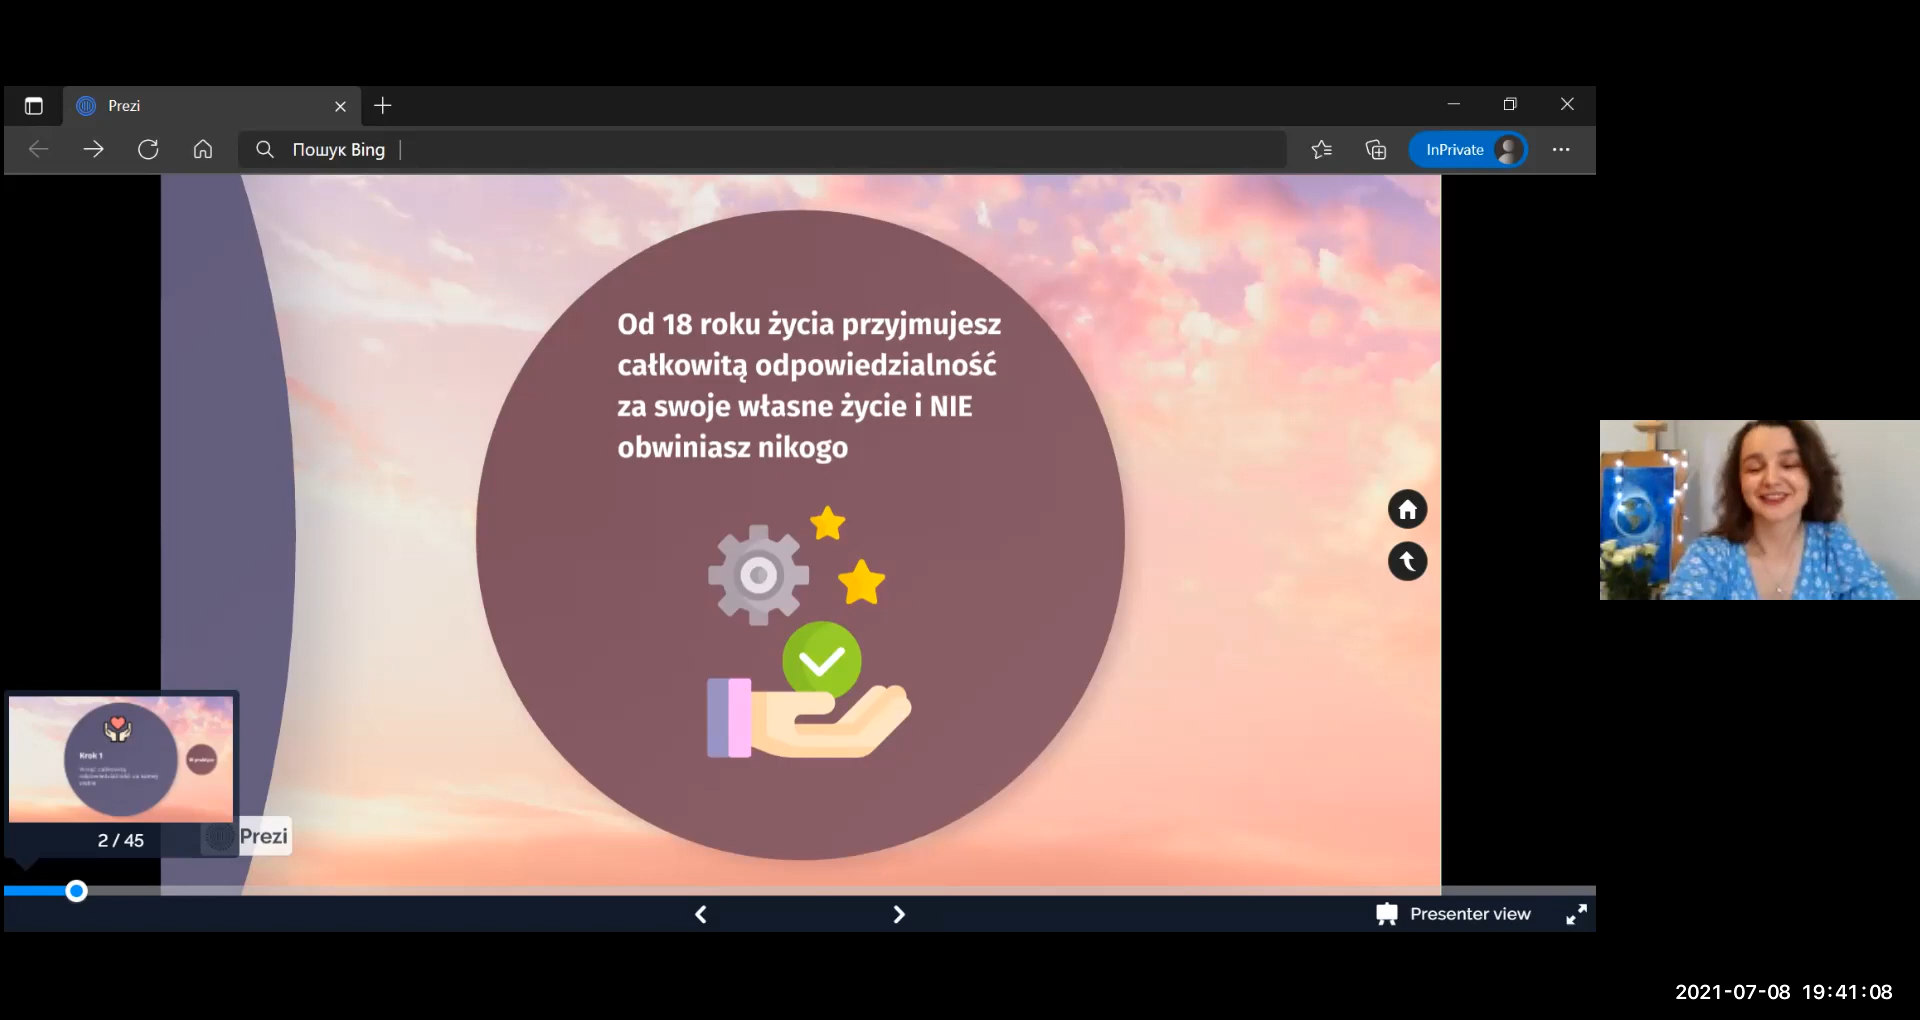 Prezi
Пошук Bing
InPrivate
Od 18 roku życia przyjmujesz
całkowitą odpowiedzialność
za swoje własne życie i NIE
obwiniasz nikogo
Krok 1
2 / 45
Prezi
Presenter view
2021-07-08 19:41:08